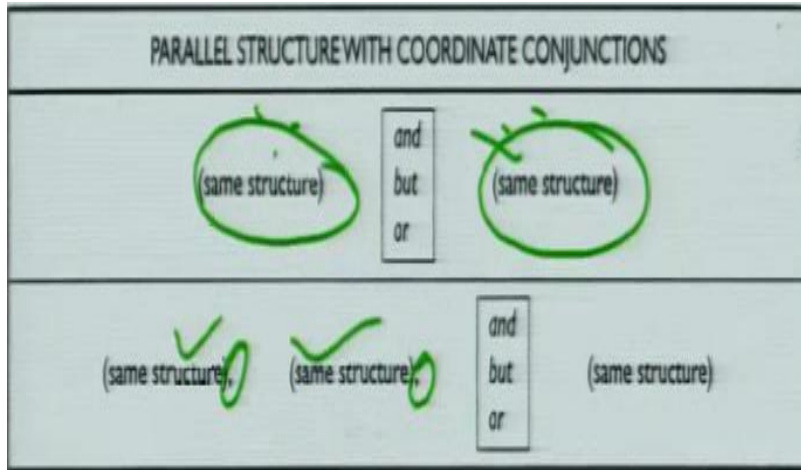 PARALLEL STRUCTURE WITH COORDINATE CONJUNCTIONS
and
(same structure) but (same structure)
or
and
(same structure), (same structure), but (same structure)
or